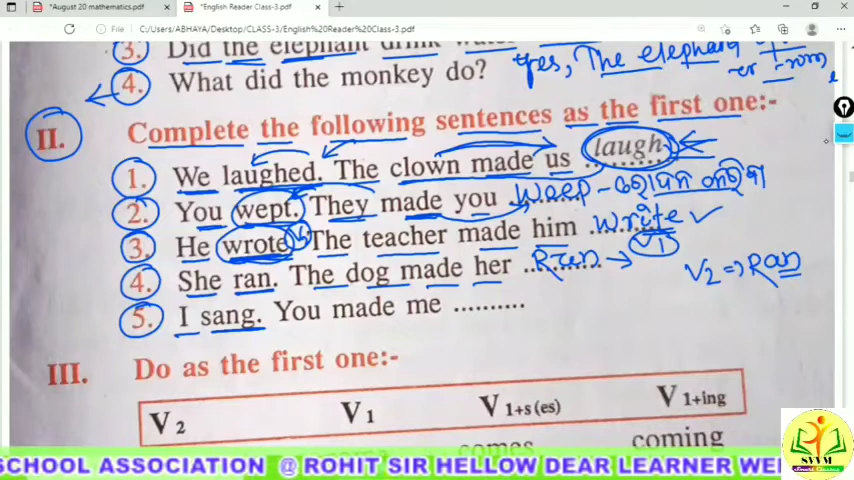 *August 20 mathematics.pdf × *English Reader Class-3.pdf ×
File C:/Users/ABHAYA/Desktop/CLASS-3/English%20Reader%20Class-3.pdf
3. Did the elephant drink
4. What did the monkey do? Yes, The elephant
II. Complete the following sentences as the first one:-
1. We laughed. The clown made us laugh
2. You wept. They made you Weep -
3. He wrote. The teacher made him Write
V1
4. She ran. The dog made her Run V2 => Ran
5. I sang. You made me ..........
III. Do as the first one:-
V2 V1 V1+s(es) V1+ing
comes coming
SCHOOL ASSOCIATION @ ROHIT SIR HELLOW DEAR LEARNER WE
SVVM
Smart Classes